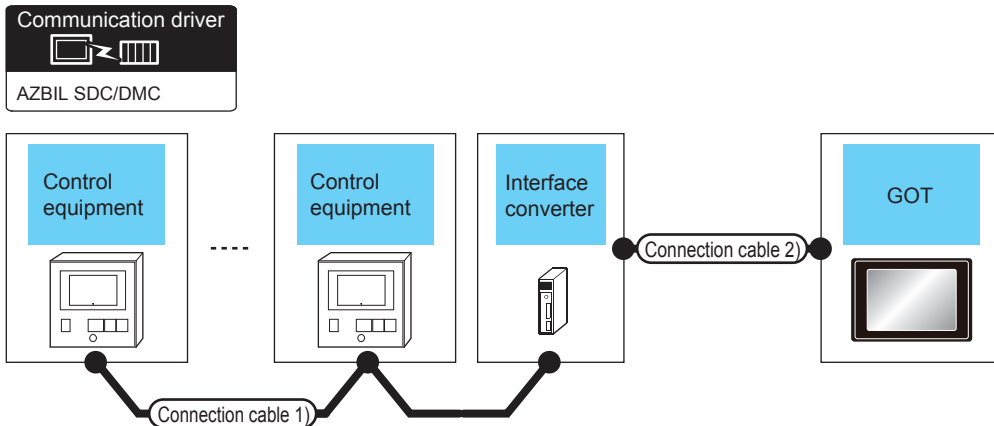 Communication driver
AZBIL SDC/DMC
Control
equipment
Control
equipment
Interface
converter
GOT
Connection cable 2)
Connection cable 1)